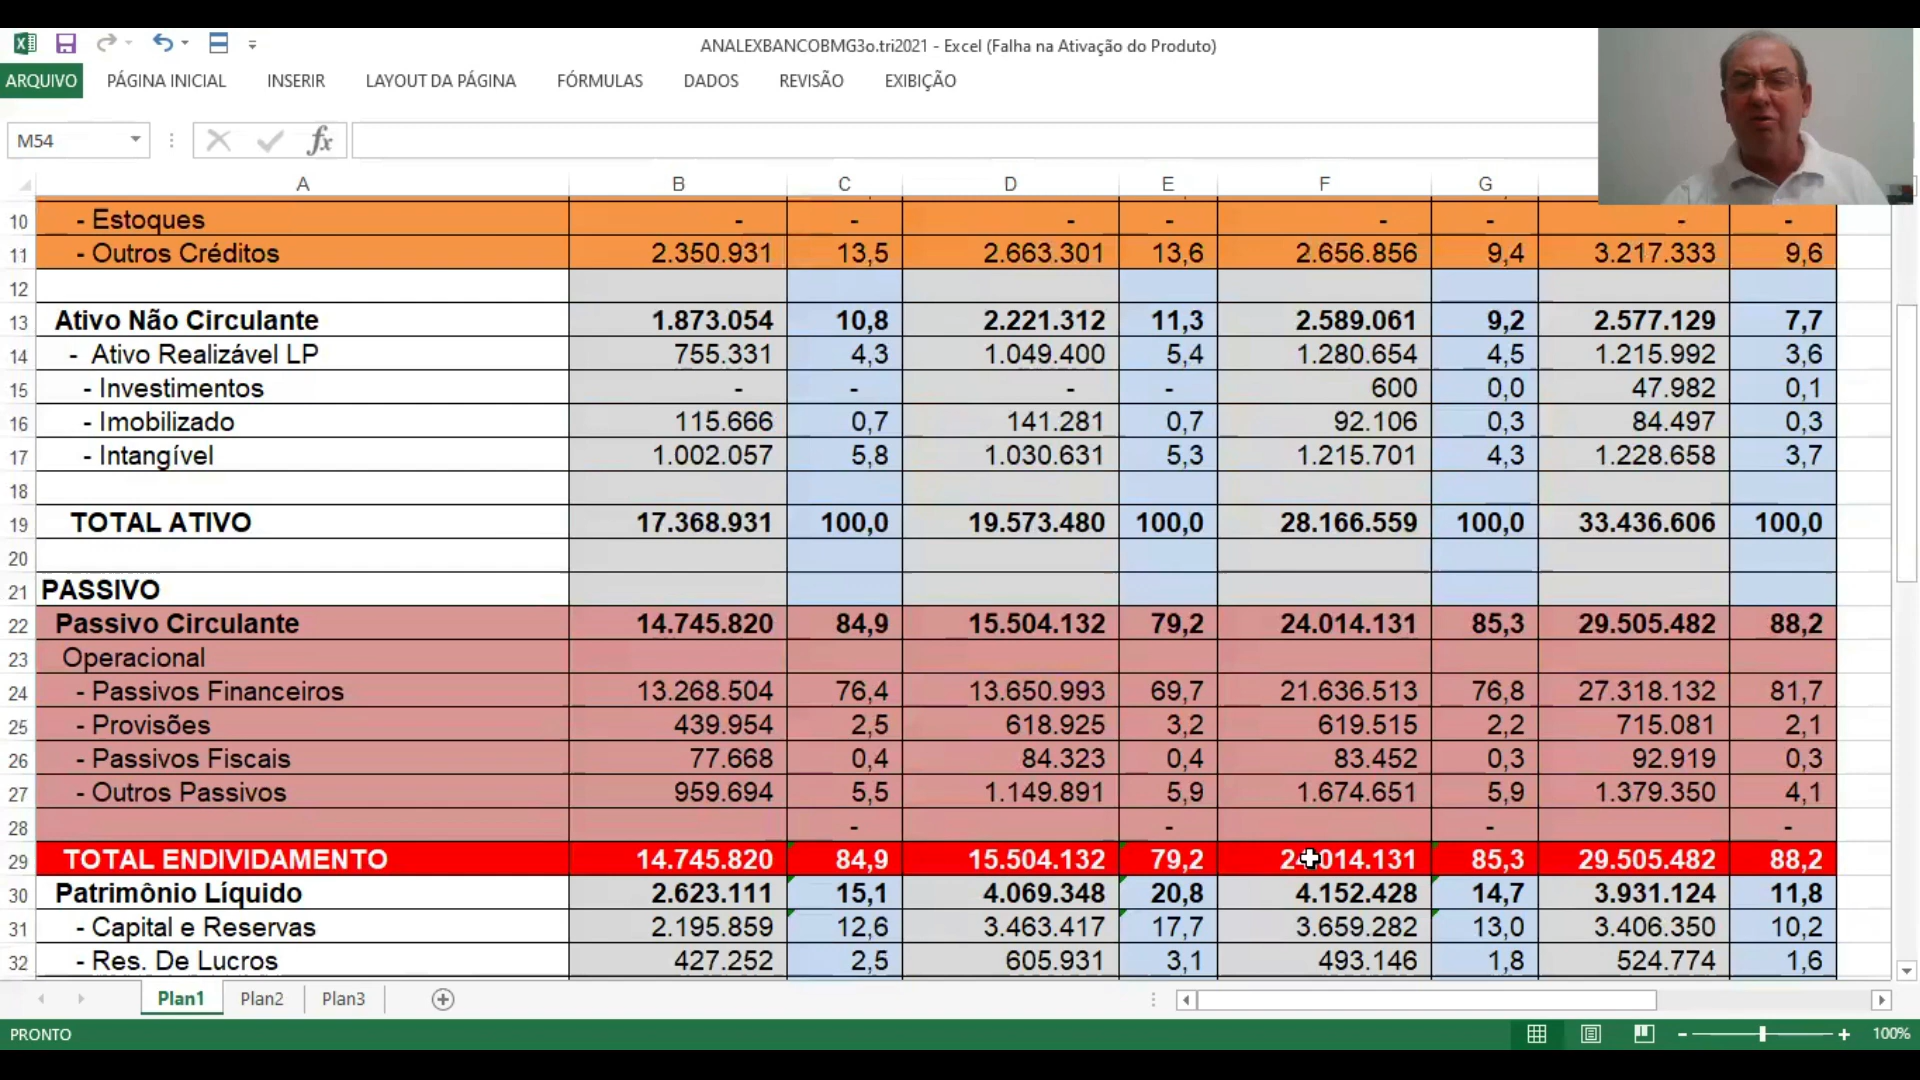 ANALEXBANCOBMG3o.tri2021 - Excel (Falha na Ativação do Produto)
ARQUIVO PÁGINA INICIAL INSERIR LAYOUT DA PÁGINA FÓRMULAS DADOS REVISÃO EXIBIÇÃO
M54 fx
A B C D E F G
10 - Estoques - - - - - - - -
11 - Outros Créditos 2.350.931 13,5 2.663.301 13,6 2.656.856 9,4 3.217.333 9,6
12
13 Ativo Não Circulante 1.873.054 10,8 2.221.312 11,3 2.589.061 9,2 2.577.129 7,7
14 - Ativo Realizável LP 755.331 4,3 1.049.400 5,4 1.280.654 4,5 1.215.992 3,6
15 - Investimentos - - - - 600 0,0 47.982 0,1
16 - Imobilizado 115.666 0,7 141.281 0,7 92.106 0,3 84.497 0,3
17 - Intangível 1.002.057 5,8 1.030.631 5,3 1.215.701 4,3 1.228.658 3,7
18
19 TOTAL ATIVO 17.368.931 100,0 19.573.480 100,0 28.166.559 100,0 33.436.606 100,0
20
21 PASSIVO
22 Passivo Circulante 14.745.820 84,9 15.504.132 79,2 24.014.131 85,3 29.505.482 88,2
23 Operacional
24 - Passivos Financeiros 13.268.504 76,4 13.650.993 69,7 21.636.513 76,8 27.318.132 81,7
25 - Provisões 439.954 2,5 618.925 3,2 619.515 2,2 715.081 2,1
26 - Passivos Fiscais 77.668 0,4 84.323 0,4 83.452 0,3 92.919 0,3
27 - Outros Passivos 959.694 5,5 1.149.891 5,9 1.674.651 5,9 1.379.350 4,1
28 - - - -
29 TOTAL ENDIVIDAMENTO 14.745.820 84,9 15.504.132 79,2 24.014.131 85,3 29.505.482 88,2
30 Patrimônio Líquido 2.623.111 15,1 4.069.348 20,8 4.152.428 14,7 3.931.124 11,8
31 - Capital e Reservas 2.195.859 12,6 3.463.417 17,7 3.659.282 13,0 3.406.350 10,2
32 - Res. De Lucros 427.252 2,5 605.931 3,1 493.146 1,8 524.774 1,6
Plan1 Plan2 Plan3
PRONTO 100%